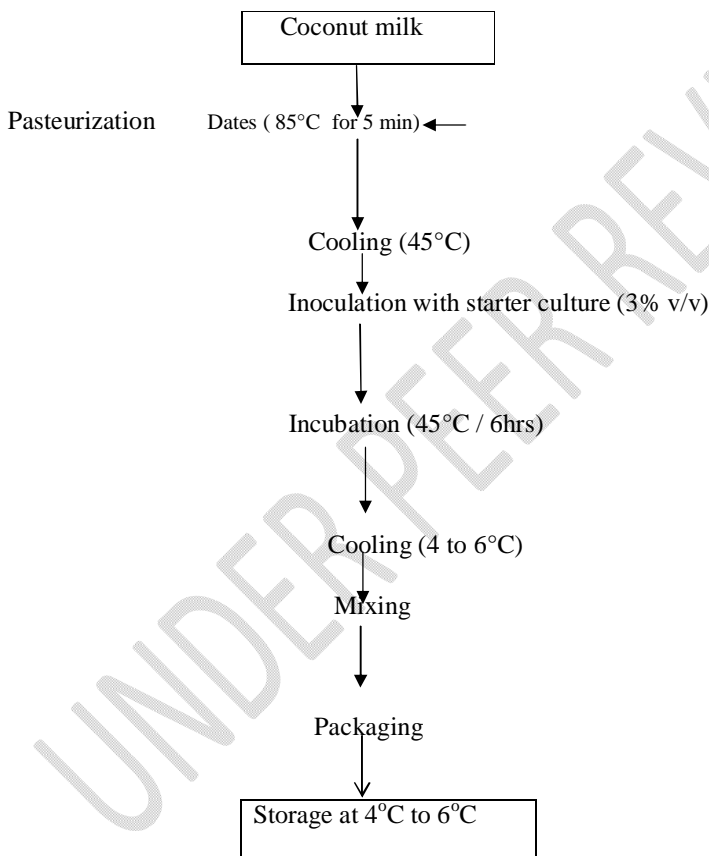 Coconut milk
Pasteurization Dates ( 85°C for 5 min)
Cooling (45°C)
Inoculation with starter culture (3% v/v)
Incubation (45°C / 6hrs)
Cooling (4 to 6°C)
Mixing
Packaging
Storage at 4°C to 6°C
UNDER PEER REV